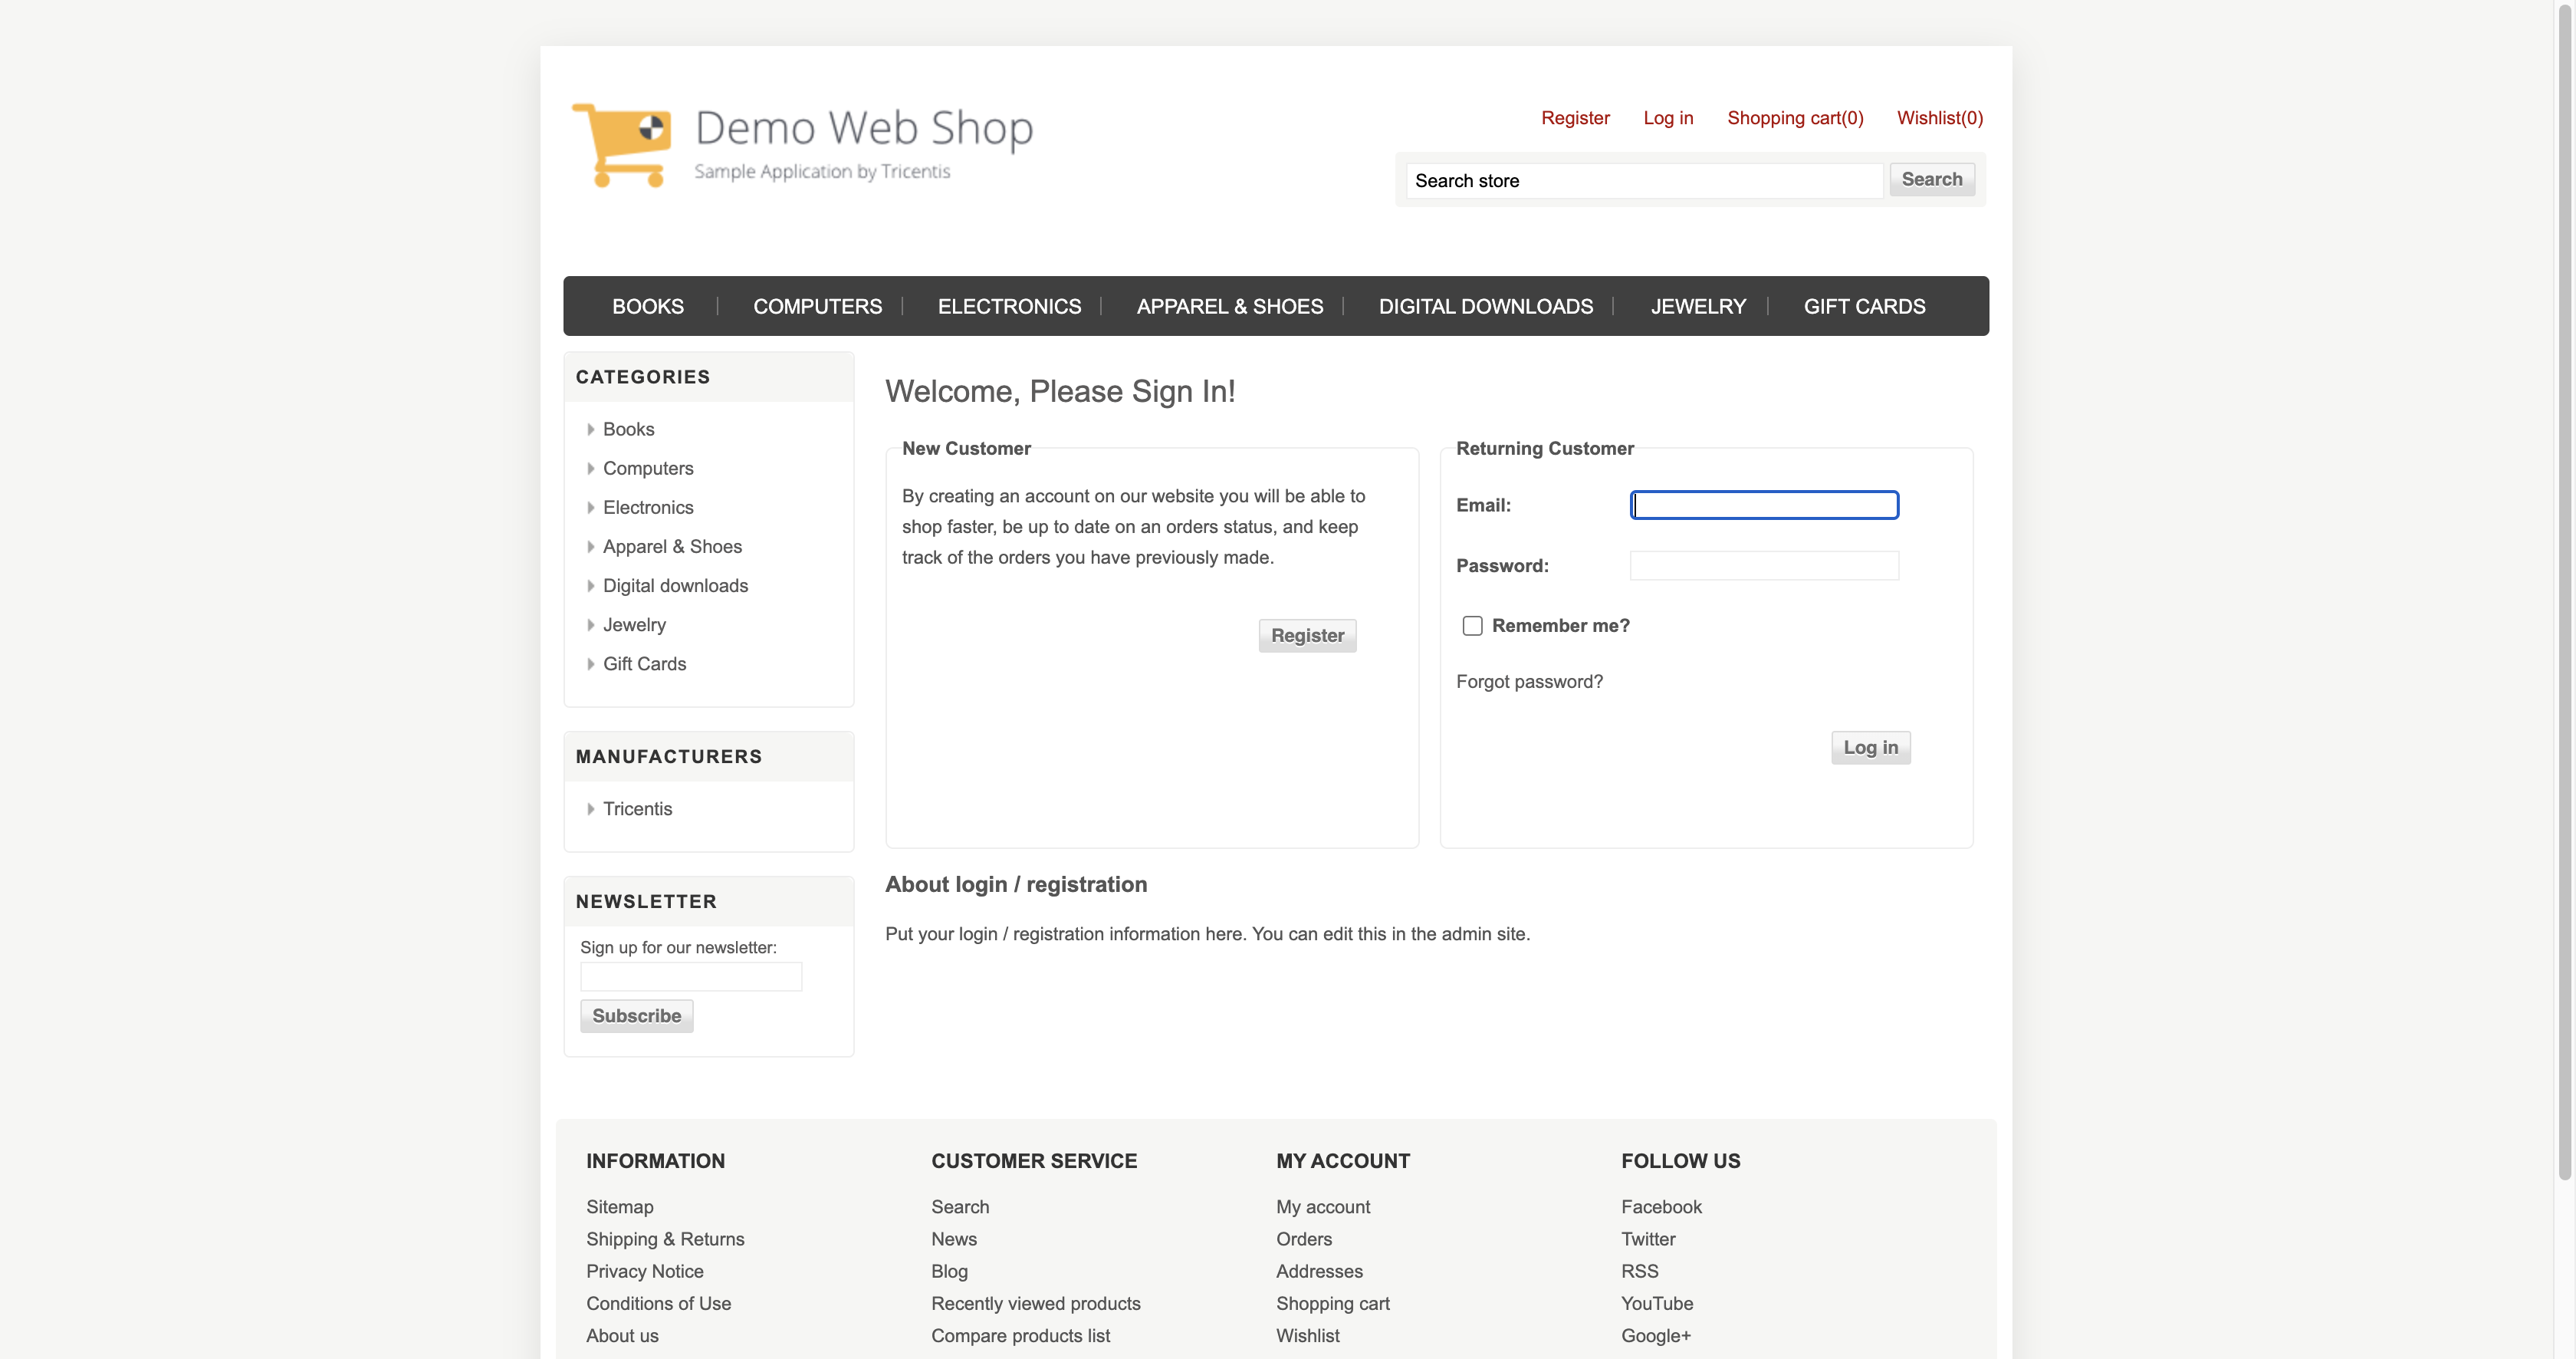 Demo Web Shop
Sample Application by Tricentis
Register Log in Shopping cart(0) Wishlist(0)
Search store Search
BOOKS COMPUTERS ELECTRONICS APPAREL & SHOES DIGITAL DOWNLOADS JEWELRY GIFT CARDS
CATEGORIES
Books
Computers
Electronics
Apparel & Shoes
Digital downloads
Jewelry
Gift Cards
MANUFACTURERS
Tricentis
NEWSLETTER
Sign up for our newsletter:
Subscribe
Welcome, Please Sign In!
New Customer
By creating an account on our website you will be able to
shop faster, be up to date on an orders status, and keep
track of the orders you have previously made.
Register
Returning Customer
Email:
Password:
Remember me?
Forgot password?
Log in
About login / registration
Put your login / registration information here. You can edit this in the admin site.
INFORMATION
Sitemap
Shipping & Returns
Privacy Notice
Conditions of Use
About us
CUSTOMER SERVICE
Search
News
Blog
Recently viewed products
Compare products list
MY ACCOUNT
My account
Orders
Addresses
Shopping cart
Wishlist
FOLLOW US
Facebook
Twitter
RSS
YouTube
Google+